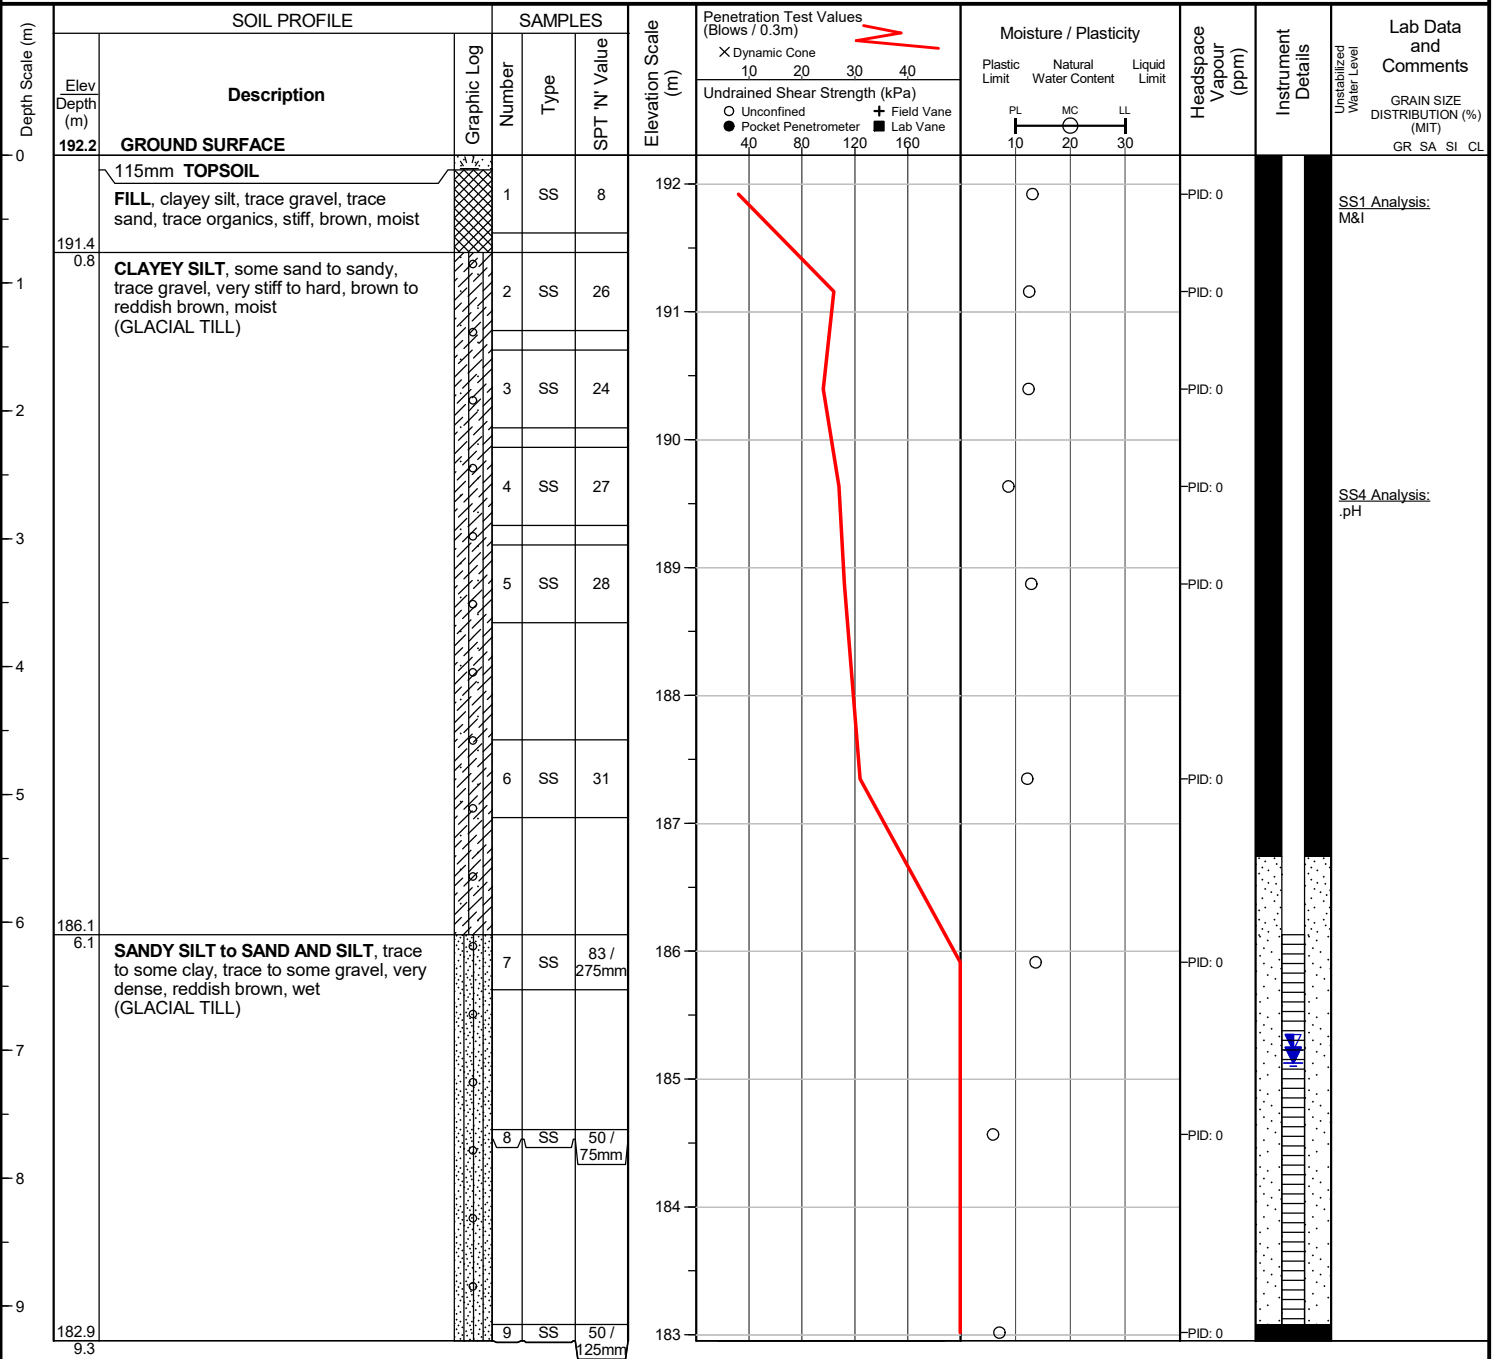 SOIL PROFILE
SAMPLES
Depth Scale (m)
Elev
Depth
(m)
Description
Graphic Log
Number
Type
SPT 'N' Value
Elevation Scale
(m)
Penetration Test Values
(Blows / 0.3m)
× Dynamic Cone
10 20 30 40
Undrained Shear Strength (kPa)
Unconfined
Field Vane
Pocket Penetrometer
Lab Vane
40 80 120 160
Moisture / Plasticity
Plastic
Limit
Natural
Water Content
Liquid
Limit
PL MC LL
10 20 30
Headspace
Vapour
(ppm)
Instrument
Details
Unstabilized
Water Level
Lab Data
and
Comments
GRAIN SIZE
DISTRIBUTION (%)
(MIT)
GR SA SI CL
192.2 GROUND SURFACE
0
115mm TOPSOIL
FILL, clayey silt, trace gravel, trace
sand, trace organics, stiff, brown, moist
1 SS 8
192
PID: 0
SS1 Analysis:
M&I
191.4
0.8
CLAYEY SILT, some sand to sandy,
trace gravel, very stiff to hard, brown to
reddish brown, moist
(GLACIAL TILL)
1
2 SS 26
191
PID: 0
2
3 SS 24
PID: 0
190
4 SS 27
PID: 0
SS4 Analysis:
.pH
3
189
5 SS 28
PID: 0
4
188
6 SS 31
PID: 0
5
187
6
186.1
6.1
SANDY SILT to SAND AND SILT, trace
to some clay, trace to some gravel, very
dense, reddish brown, wet
(GLACIAL TILL)
186
7 SS 83 /
275mm
PID: 0
7
185
8 SS 50 /
75mm
PID: 0
8
184
9
182.9
9.3
9 SS 50 /
125mm
183
PID: 0